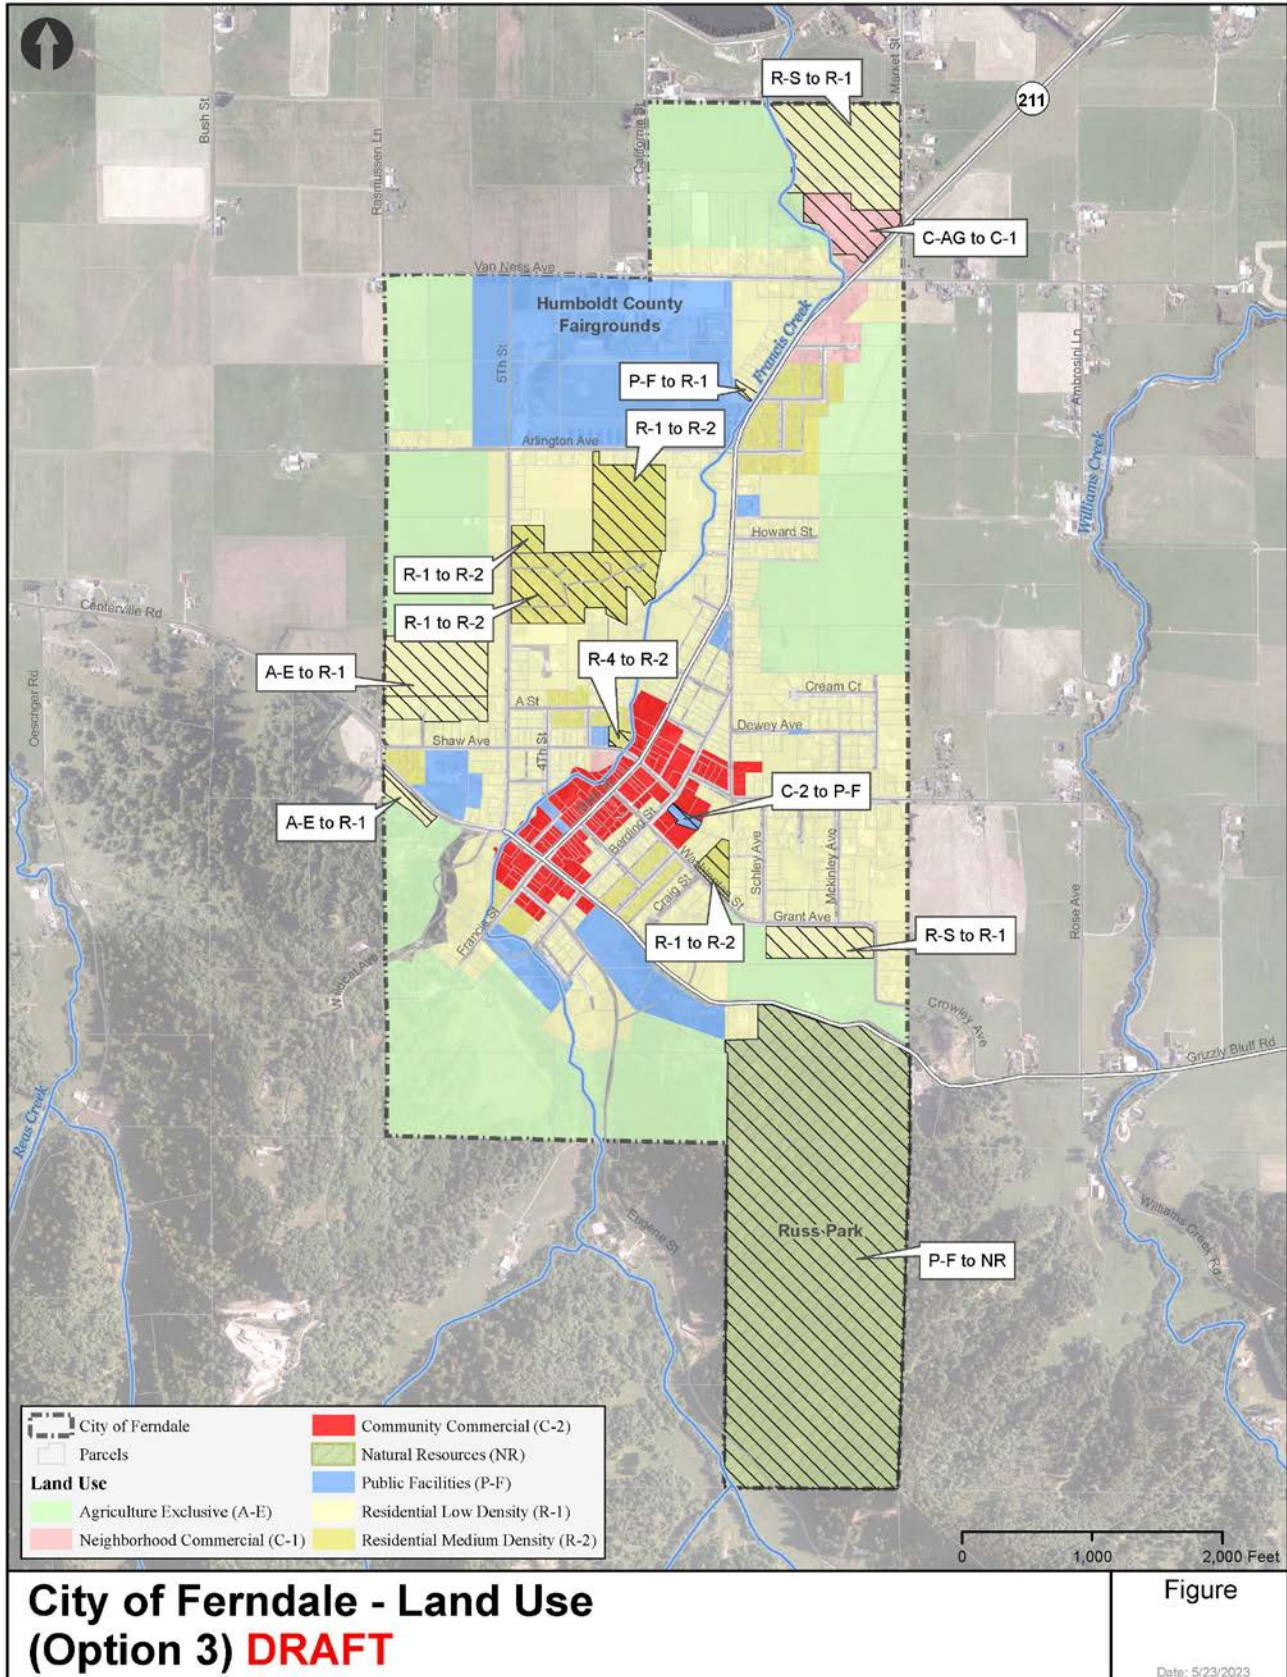 Port Kenyon Rd
Market St
R-S to R-1
211
Bush St
Rasmussen Ln
California St
C-AG to C-1
Van Ness Ave
Humboldt County
Fairgrounds
Francis Creek
5Th St
P-F to R-1
Ambrosini Ln
R-1 to R-2
Arlington Ave
Williams Creek
Howard St
R-1 to R-2
Centerville Rd
R-1 to R-2
R-4 to R-2
A-E to R-1
Oeschger Rd
Cream Ct
A St
Dewey Ave
Shaw Ave
4Th St
C-2 to P-F
A-E to R-1
Berding St
Washington St
Schley Ave
Mckinley Ave
Craig St
Rose Ave
Grant Ave
Francis St
R-1 to R-2
R-S to R-1
Wildcat Ave
Crowley Ave
Grizzly Bluff Rd
Reas Creek
Williams Creek Rd
Eugene St
Russ Park
P-F to NR
City of Ferndale
Parcels
Land Use
Agriculture Exclusive (A-E)
Neighborhood Commercial (C-1)
Community Commercial (C-2)
Natural Resources (NR)
Public Facilities (P-F)
Residential Low Density (R-1)
Residential Medium Density (R-2)
0 1,000 2,000 Feet
City of Ferndale - Land Use
(Option 3) DRAFT
Figure
Date: 5/23/2023